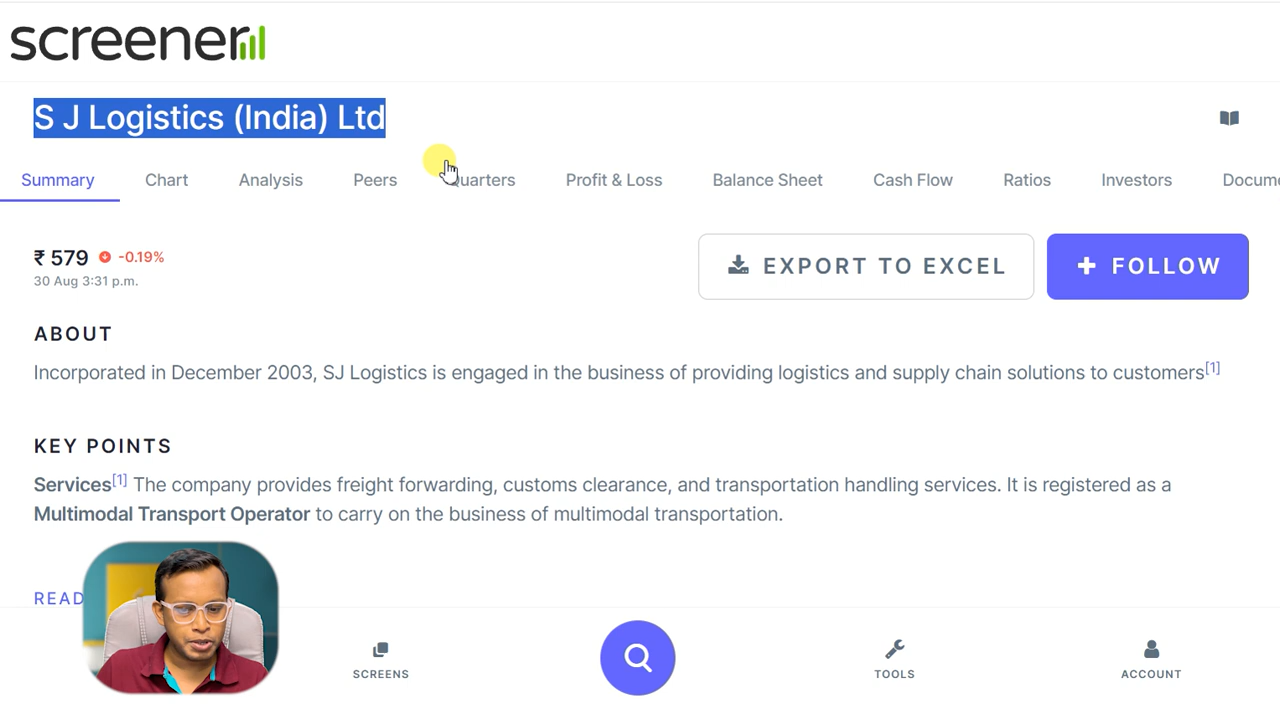 screener
S J Logistics (India) Ltd
Summary Chart Analysis Peers Quarters Profit & Loss Balance Sheet Cash Flow Ratios Investors Docume
₹ 579 -0.19%
30 Aug 3:31 p.m.
EXPORT TO EXCEL
+ FOLLOW
ABOUT
Incorporated in December 2003, SJ Logistics is engaged in the business of providing logistics and supply chain solutions to customers[1]
KEY POINTS
Services[1] The company provides freight forwarding, customs clearance, and transportation handling services. It is registered as a
Multimodal Transport Operator to carry on the business of multimodal transportation.
READ
SCREENS
TOOLS
ACCOUNT